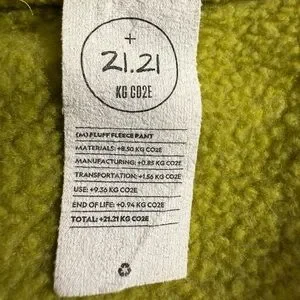 +
21.21
KG CO2E
(M) FLUFF FLEECE PANT
MATERIALS: +8.50 KG CO2E
MANUFACTURING: +0.85 KG CO2E
TRANSPORTATION: +1.56 KG CO2E
USE: +9.36 KG CO2E
END OF LIFE: +0.94 KG CO2E
TOTAL: +21.21 KG CO2E